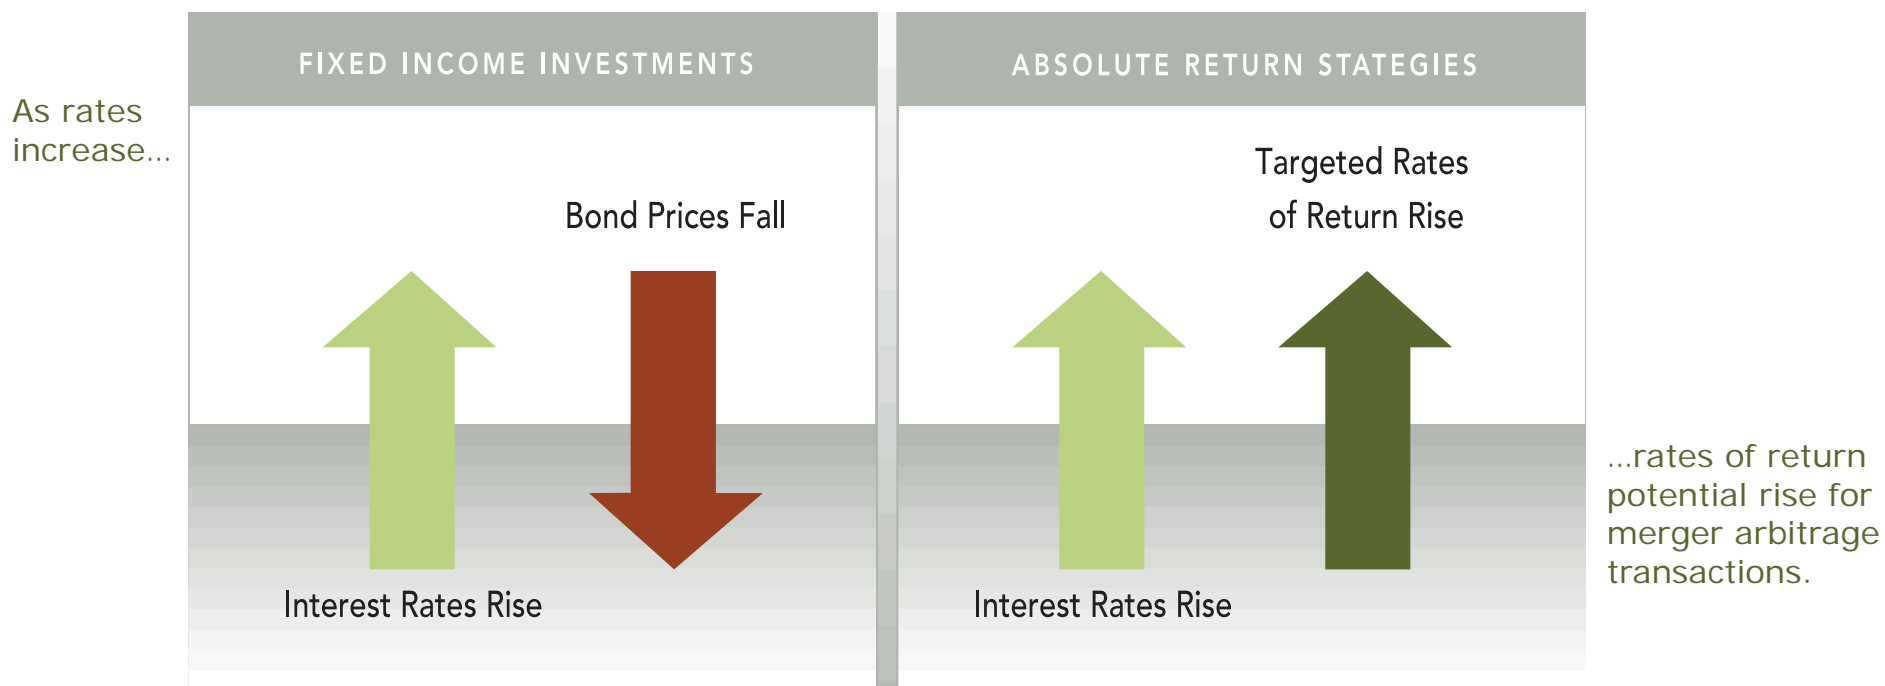 FIXED INCOME INVESTMENTS
ABSOLUTE RETURN STATEGIES
As rates
increase...
Bond Prices Fall
Targeted Rates
of Return Rise
Interest Rates Rise
Interest Rates Rise
...rates of return
potential rise for
merger arbitrage
transactions.